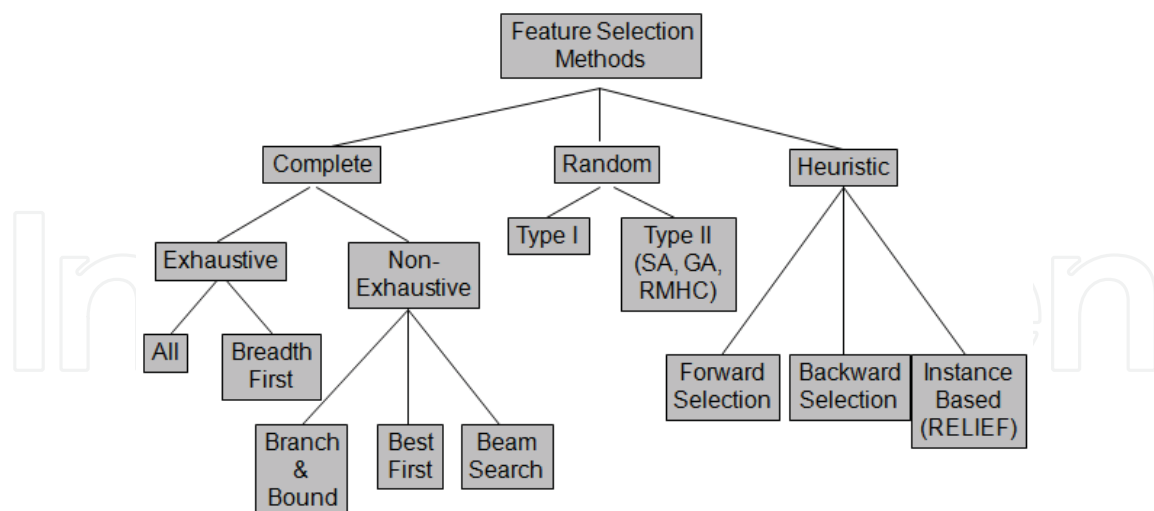 Feature Selection
Methods
Complete
Random
Heuristic
Type I
Type II
(SA, GA,
RMHC)
Exhaustive
Non-
Exhaustive
All
Breadth
First
Forward
Selection
Backward
Selection
Instance
Based
(RELIEF)
Branch
&
Bound
Best
First
Beam
Search